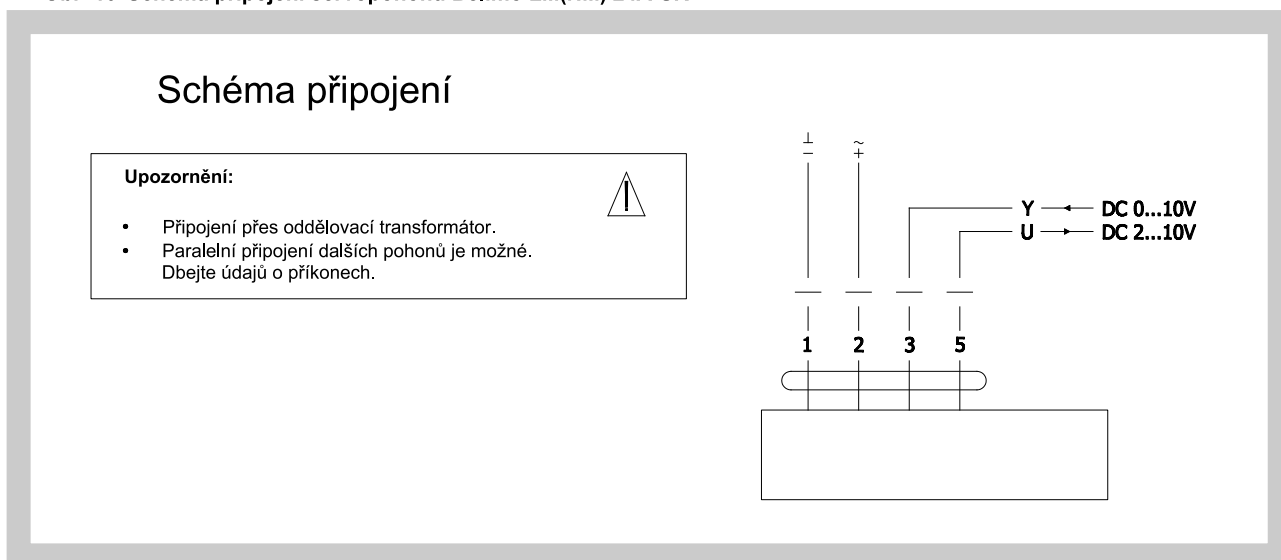 Schéma připojení
Upozornění:
• Připojení přes oddělovací transformátor.
• Paralelní připojení dalších pohonů je možné.
Dbejte údajů o příkonech.
⊥ ~
− +
Y DC 0...10V
U DC 2...10V
1 2 3 5